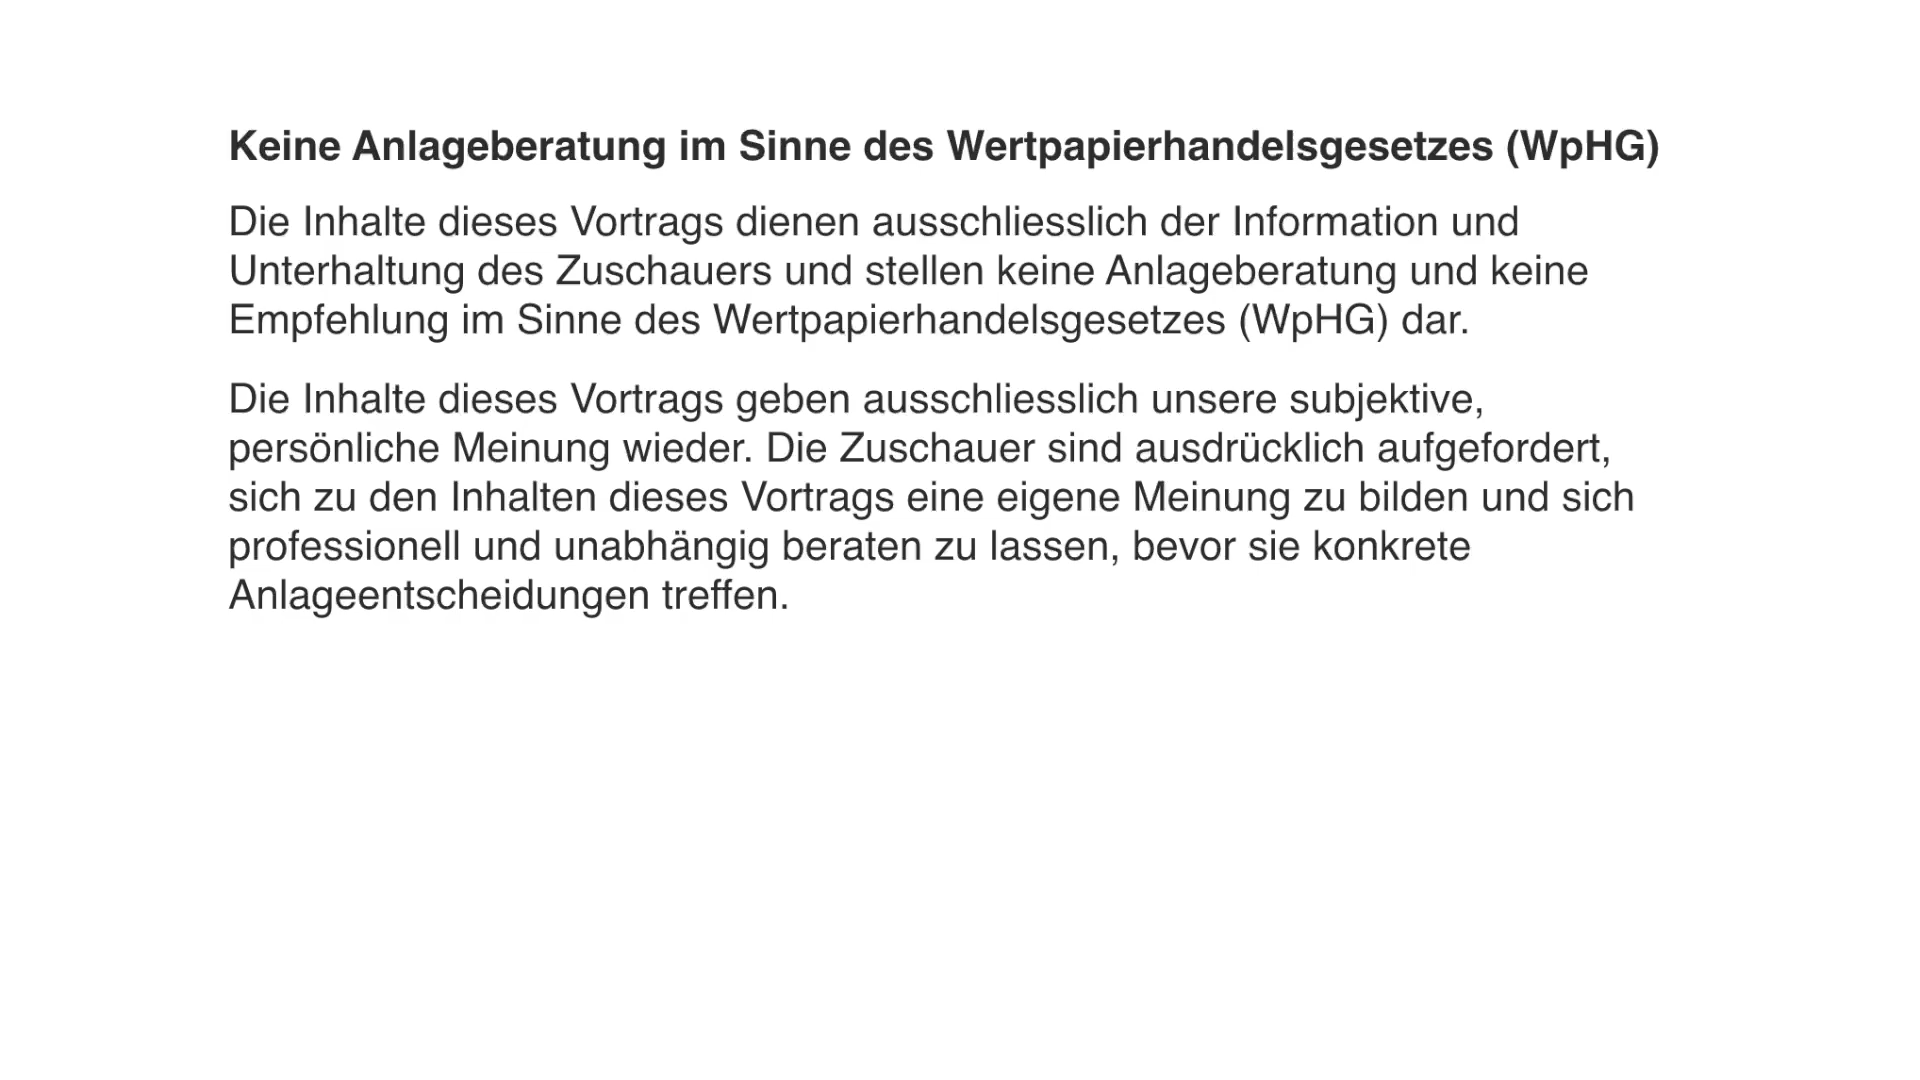 Keine Anlageberatung im Sinne des Wertpapierhandelsgesetzes (WpHG)
Die Inhalte dieses Vortrags dienen ausschliesslich der Information und
Unterhaltung des Zuschauers und stellen keine Anlageberatung und keine
Empfehlung im Sinne des Wertpapierhandelsgesetzes (WpHG) dar.
Die Inhalte dieses Vortrags geben ausschliesslich unsere subjektive,
persönliche Meinung wieder. Die Zuschauer sind ausdrücklich aufgefordert,
sich zu den Inhalten dieses Vortrags eine eigene Meinung zu bilden und sich
professionell und unabhängig beraten zu lassen, bevor sie konkrete
Anlageentscheidungen treffen.